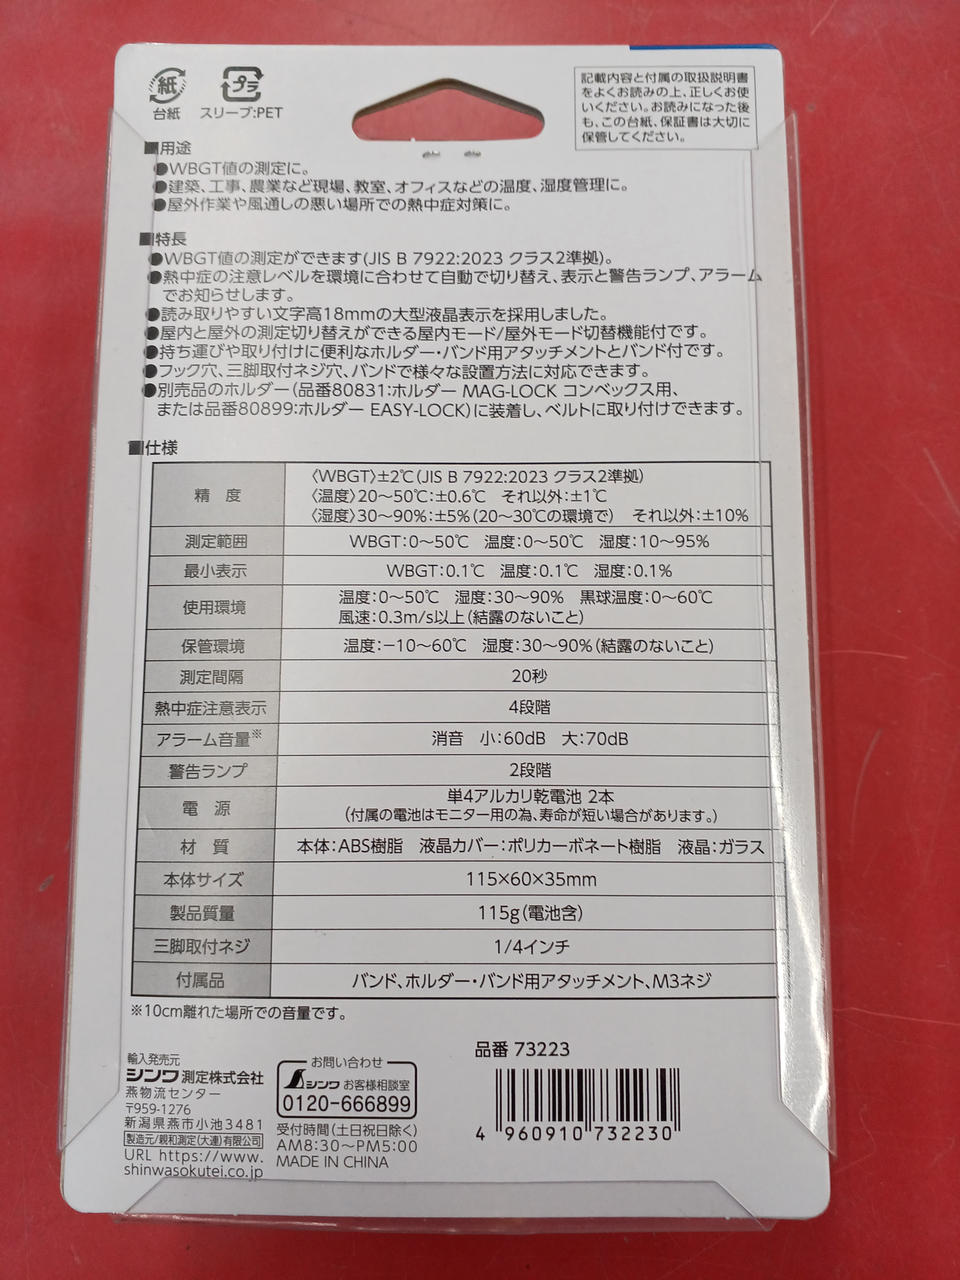 紙
プラ
台紙 スリーブ:PET
記載内容と付属の取扱説明書
をよくお読みの上、正しくお使
いください。お読みになった後
も、この台紙、保証書は大切に
保管してください。
■用途
●WBGT値の測定に。
●建築、工事、農業など現場、教室、オフィスなどの温度、湿度管理に。
●屋外作業や風通しの悪い場所での熱中症対策に。
■特長
●WBGT値の測定ができます(JIS B 7922:2023 クラス2準拠)。
●熱中症の注意レベルを環境に合わせて自動で切り替え、表示と警告ランプ、アラーム
でお知らせします。
●読み取りやすい文字高18mmの大型液晶表示を採用しました。
●屋内と屋外の測定切り替えができる屋内モード/屋外モード切替機能付です。
●持ち運びや取り付けに便利なホルダー・バンド用アタッチメントとバンド付です。
●フック穴、三脚取付ネジ穴、バンドで様々な設置方法に対応できます。
●別売品のホルダー(品番80831:ホルダー MAG-LOCK コンベックス用、
または品番80899:ホルダー EASY-LOCK)に装着し、ベルトに取り付けできます。
■仕様
精 度 〈WBGT〉±2℃(JIS B 7922:2023 クラス2準拠)
〈温度〉20〜50℃:±0.6℃ それ以外:±1℃
〈湿度〉30〜90%:±5%(20〜30℃の環境で) それ以外:±10%
測定範囲 WBGT:0〜50℃ 温度:0〜50℃ 湿度:10〜95%
最小表示 WBGT:0.1℃ 温度:0.1℃ 湿度:0.1%
使用環境 温度:0〜50℃ 湿度:30〜90% 黒球温度:0〜60℃
風速:0.3m/s以上(結露のないこと)
保管環境 温度:−10〜60℃ 湿度:30〜90%(結露のないこと)
測定間隔 20秒
熱中症注意表示 4段階
アラーム音量※ 消音 小:60dB 大:70dB
警告ランプ 2段階
電 源 単4アルカリ乾電池 2本
(付属の電池はモニター用の為、寿命が短い場合があります。)
材 質 本体:ABS樹脂 液晶カバー:ポリカーボネート樹脂 液晶:ガラス
本体サイズ 115×60×35mm
製品質量 115g(電池含)
三脚取付ネジ 1/4インチ
付属品 バンド、ホルダー・バンド用アタッチメント、M3ネジ
※10cm離れた場所での音量です。
輸入発売元
シンワ測定株式会社
燕物流センター
〒959-1276
新潟県燕市小池3481
製造元/親和測定(大連)有限公司
URL https://www.
shinwasokutei.co.jp
お問い合わせ
シンワ お客様相談室
0120-666899
受付時間(土日祝日除く)
AM8:30〜PM5:00
MADE IN CHINA
品番 73223
4 960910 732230